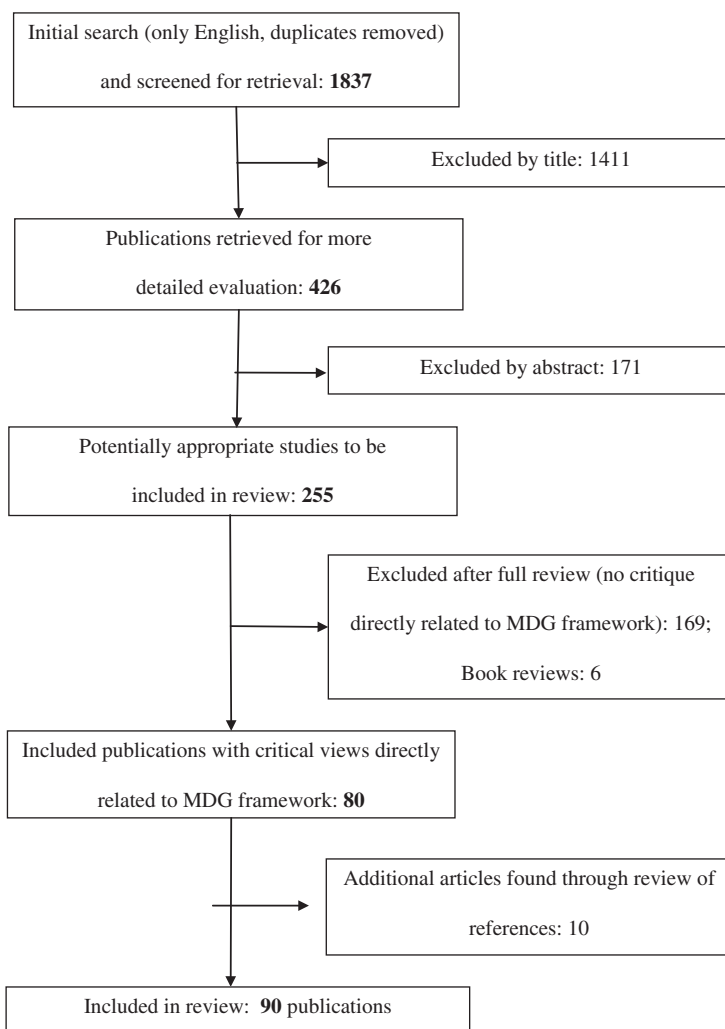 Initial search (only English, duplicates removed)
and screened for retrieval: 1837
Excluded by title: 1411
Publications retrieved for more
detailed evaluation: 426
Excluded by abstract: 171
Potentially appropriate studies to be
included in review: 255
Excluded after full review (no critique
directly related to MDG framework): 169;
Book reviews: 6
Included publications with critical views directly
related to MDG framework: 80
Additional articles found through review of
references: 10
Included in review: 90 publications